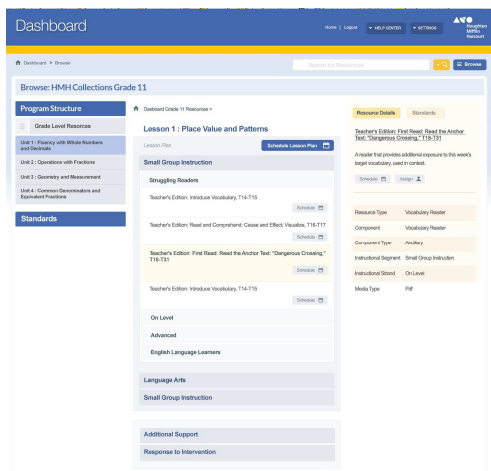 Dashboard
Home | Logout
HELP CENTER
SETTINGS
Houghton
Mifflin
Harcourt
Dashboard
Browse
Search for Resources
Browse
Browse: HMH Collections Grade 11
Program Structure
Grade Level Resorces
Unit 1 : Fluency with Whole Numbers
and Decimals
Unit 2 : Operations with Fractions
Unit 3 : Geometry and Measurement
Unit 4 : Common Denominators and
Equivalent Fractions
Standards
Dasboard Grade 11 Resources >
Lesson 1 : Place Value and Patterns
Lesson Plan
Schedule Lesson Plan
Small Group Instruction
Struggling Readers
Teacher's Edition: Introduce Vocabulary, T14-T15
Schedule
Teacher's Edition: Read and Comprehend: Cause and Effect; Visualize, T16-T17
Schedule
Teacher's Edition: First Read: Read the Anchor Text: "Dangerous Crossing,"
T18-T31
Schedule
Teacher's Edition: Introduce Vocabulary, T14-T15
Schedule
On Level
Advanced
English Language Learners
Language Arts
Small Group Instruction
Additional Support
Response to Intervention
Resource Details
Standards
Teacher's Edition: First Read: Read the Anchor
Text: "Dangerous Crossing," T18-T31
A reader that provides additional exposure to this week's
target vocabulary, used in context.
Schedule
Assign
Resource Type Vocabulary Reader
Component Vocabulary Reader
Component Type Ancillary
Instructional Segment Small Group Instruction
Instructional Strand On Level
Media Type Pdf